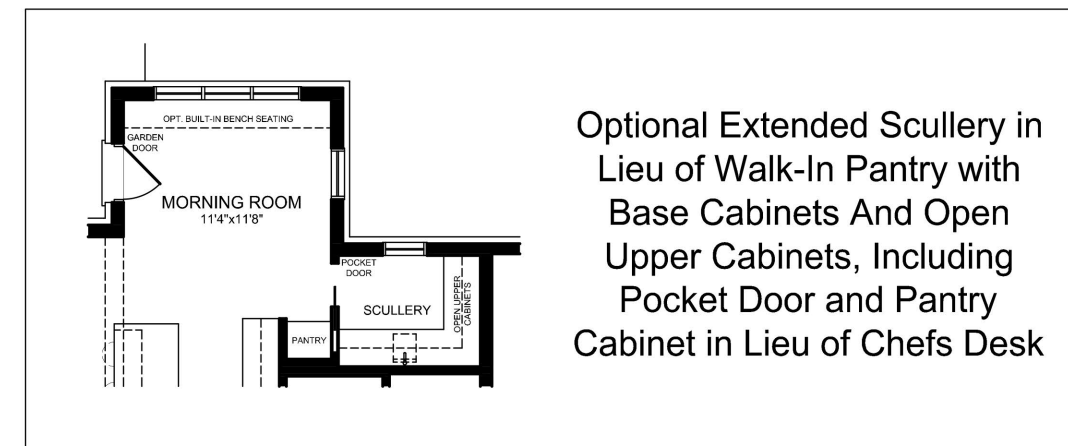 OPT. BUILT-IN BENCH SEATING
GARDEN
DOOR
MORNING ROOM
11'4"x11'8"
POCKET
DOOR
SCULLERY
OPEN UPPER
CABINETS
PANTRY
Optional Extended Scullery in
Lieu of Walk-In Pantry with
Base Cabinets And Open
Upper Cabinets, Including
Pocket Door and Pantry
Cabinet in Lieu of Chefs Desk